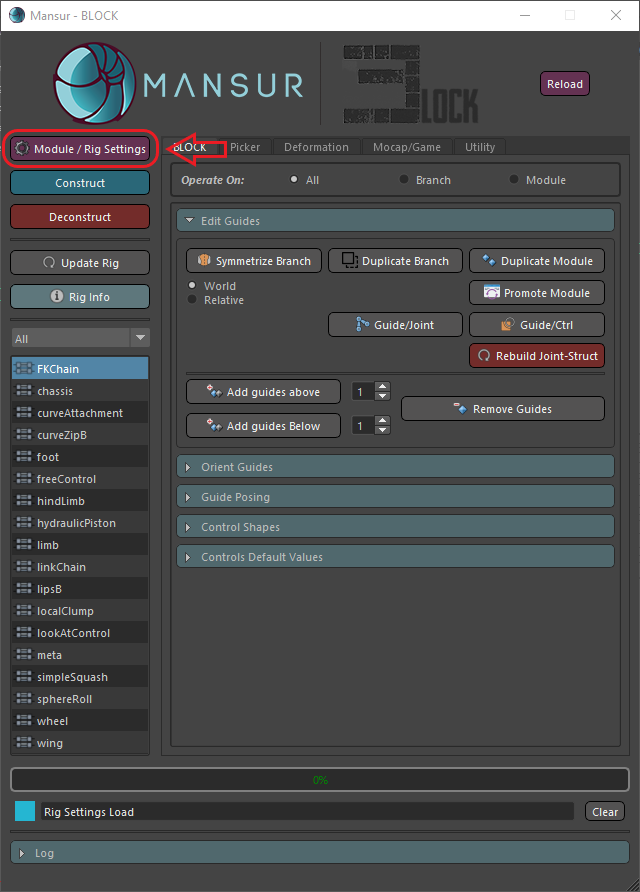 Mansur - BLOCK
MANSUR
BLOCK
Reload
Module / Rig Settings
Construct
Deconstruct
Update Rig
Rig Info
All
FKChain
chassis
curveAttachment
curveZipB
foot
freeControl
hindLimb
hydraulicPiston
limb
linkChain
lipsB
localClump
lookAtControl
meta
simpleSquash
sphereRoll
wheel
wing
BLOCK Picker Deformation Mocap/Game Utility
Operate On: All Branch Module
Edit Guides
Symmetrize Branch Duplicate Branch Duplicate Module
World
Relative
Promote Module
Guide/Joint Guide/Ctrl
Rebuild Joint-Struct
Add guides above 1
Remove Guides
Add guides Below 1
Orient Guides
Guide Posing
Control Shapes
Controls Default Values
0%
Rig Settings Load Clear
Log